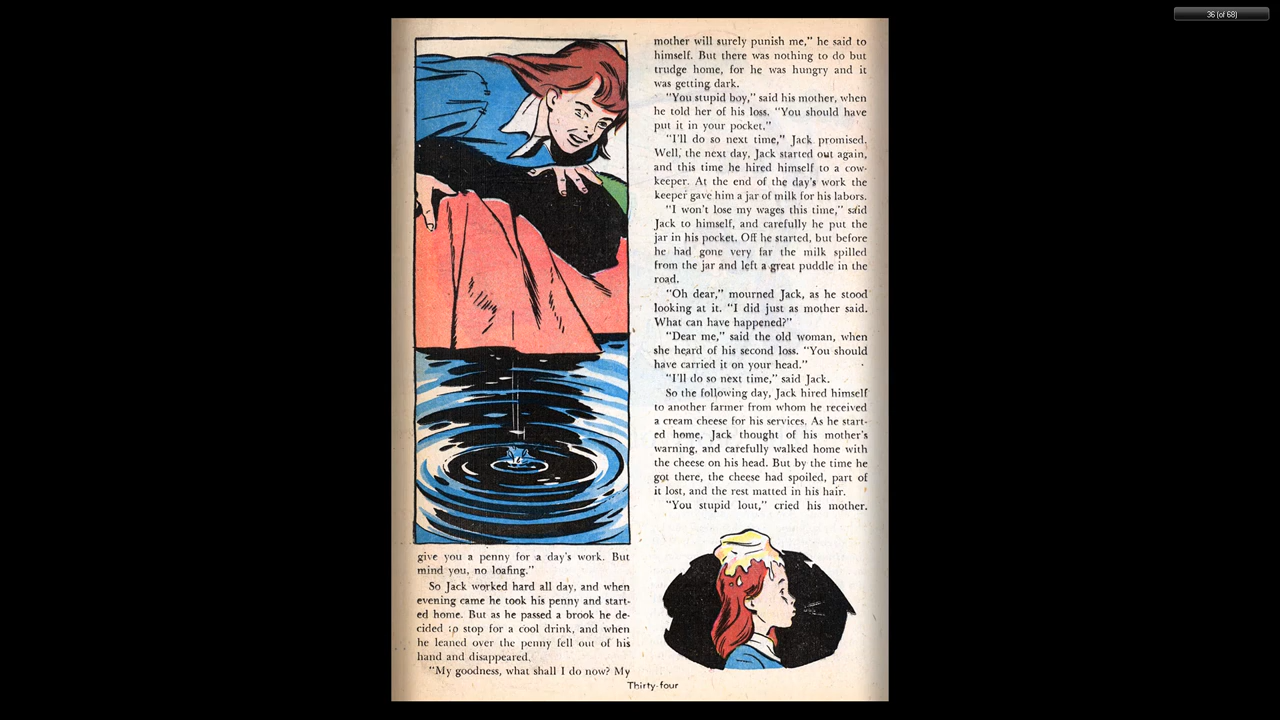 36 (of 68)
give you a penny for a day's work. But
mind you, no loafing."
So Jack worked hard all day, and when
evening came he took his penny and start-
ed home. But as he passed a brook he de-
cided to stop for a cool drink, and when
he leaned over the penny fell out of his
hand and disappeared.
"My goodness, what shall I do now? My
mother will surely punish me," he said to
himself. But there was nothing to do but
trudge home, for he was hungry and it
was getting dark.
"You stupid boy," said his mother, when
he told her of his loss. "You should have
put it in your pocket."
"I'll do so next time," Jack promised.
Well, the next day, Jack started out again,
and this time he hired himself to a cow-
keeper. At the end of the day's work the
keeper gave him a jar of milk for his labors.
"I won't lose my wages this time," said
Jack to himself, and carefully he put the
jar in his pocket. Off he started, but before
he had gone very far the milk spilled
from the jar and left a great puddle in the
road.
"Oh dear," mourned Jack, as he stood
looking at it. "I did just as mother said.
What can have happened?"
"Dear me," said the old woman, when
she heard of his second loss. "You should
have carried it on your head."
"I'll do so next time," said Jack.
So the following day, Jack hired himself
to another farmer from whom he received
a cream cheese for his services. As he start-
ed home, Jack thought of his mother's
warning, and carefully walked home with
the cheese on his head. But by the time he
got there, the cheese had spoiled, part of
it lost, and the rest matted in his hair.
"You stupid lout," cried his mother.
Thirty-four